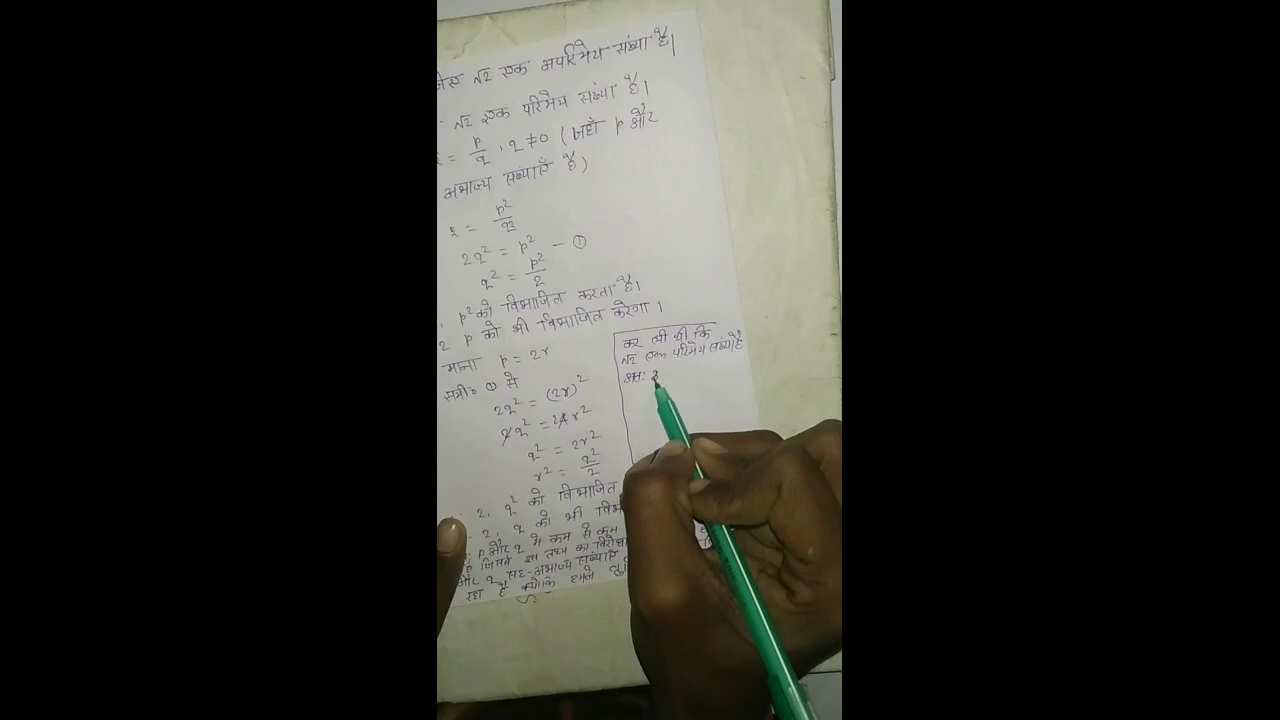 √2 एक अपरिमेय संख्या है।
√2 एक परिमेय संख्या है।
= p/q , q ≠ 0 ( जहाँ p और
अभाज्य संख्याएँ है)
2 = p²/q²
2q² = p² — ①
q² = p²/2
p² को विभाजित करता है।
2 p को भी विभाजित करेगा ।
माना p = 2r
समी० ① से
2q² = (2r)²
2q² = 24r²
q² = 2r²
r² = q²/2
2, q² को विभाजित
2, q को भी
p और q में कम से कम
जिससे इस तथ्य का विरोधा
और q सह-अभाज्य संख्याएँ
रहा है क्योंकि हमने
कर ली थी कि
√2 एक परिमेय संख्या है
अतः